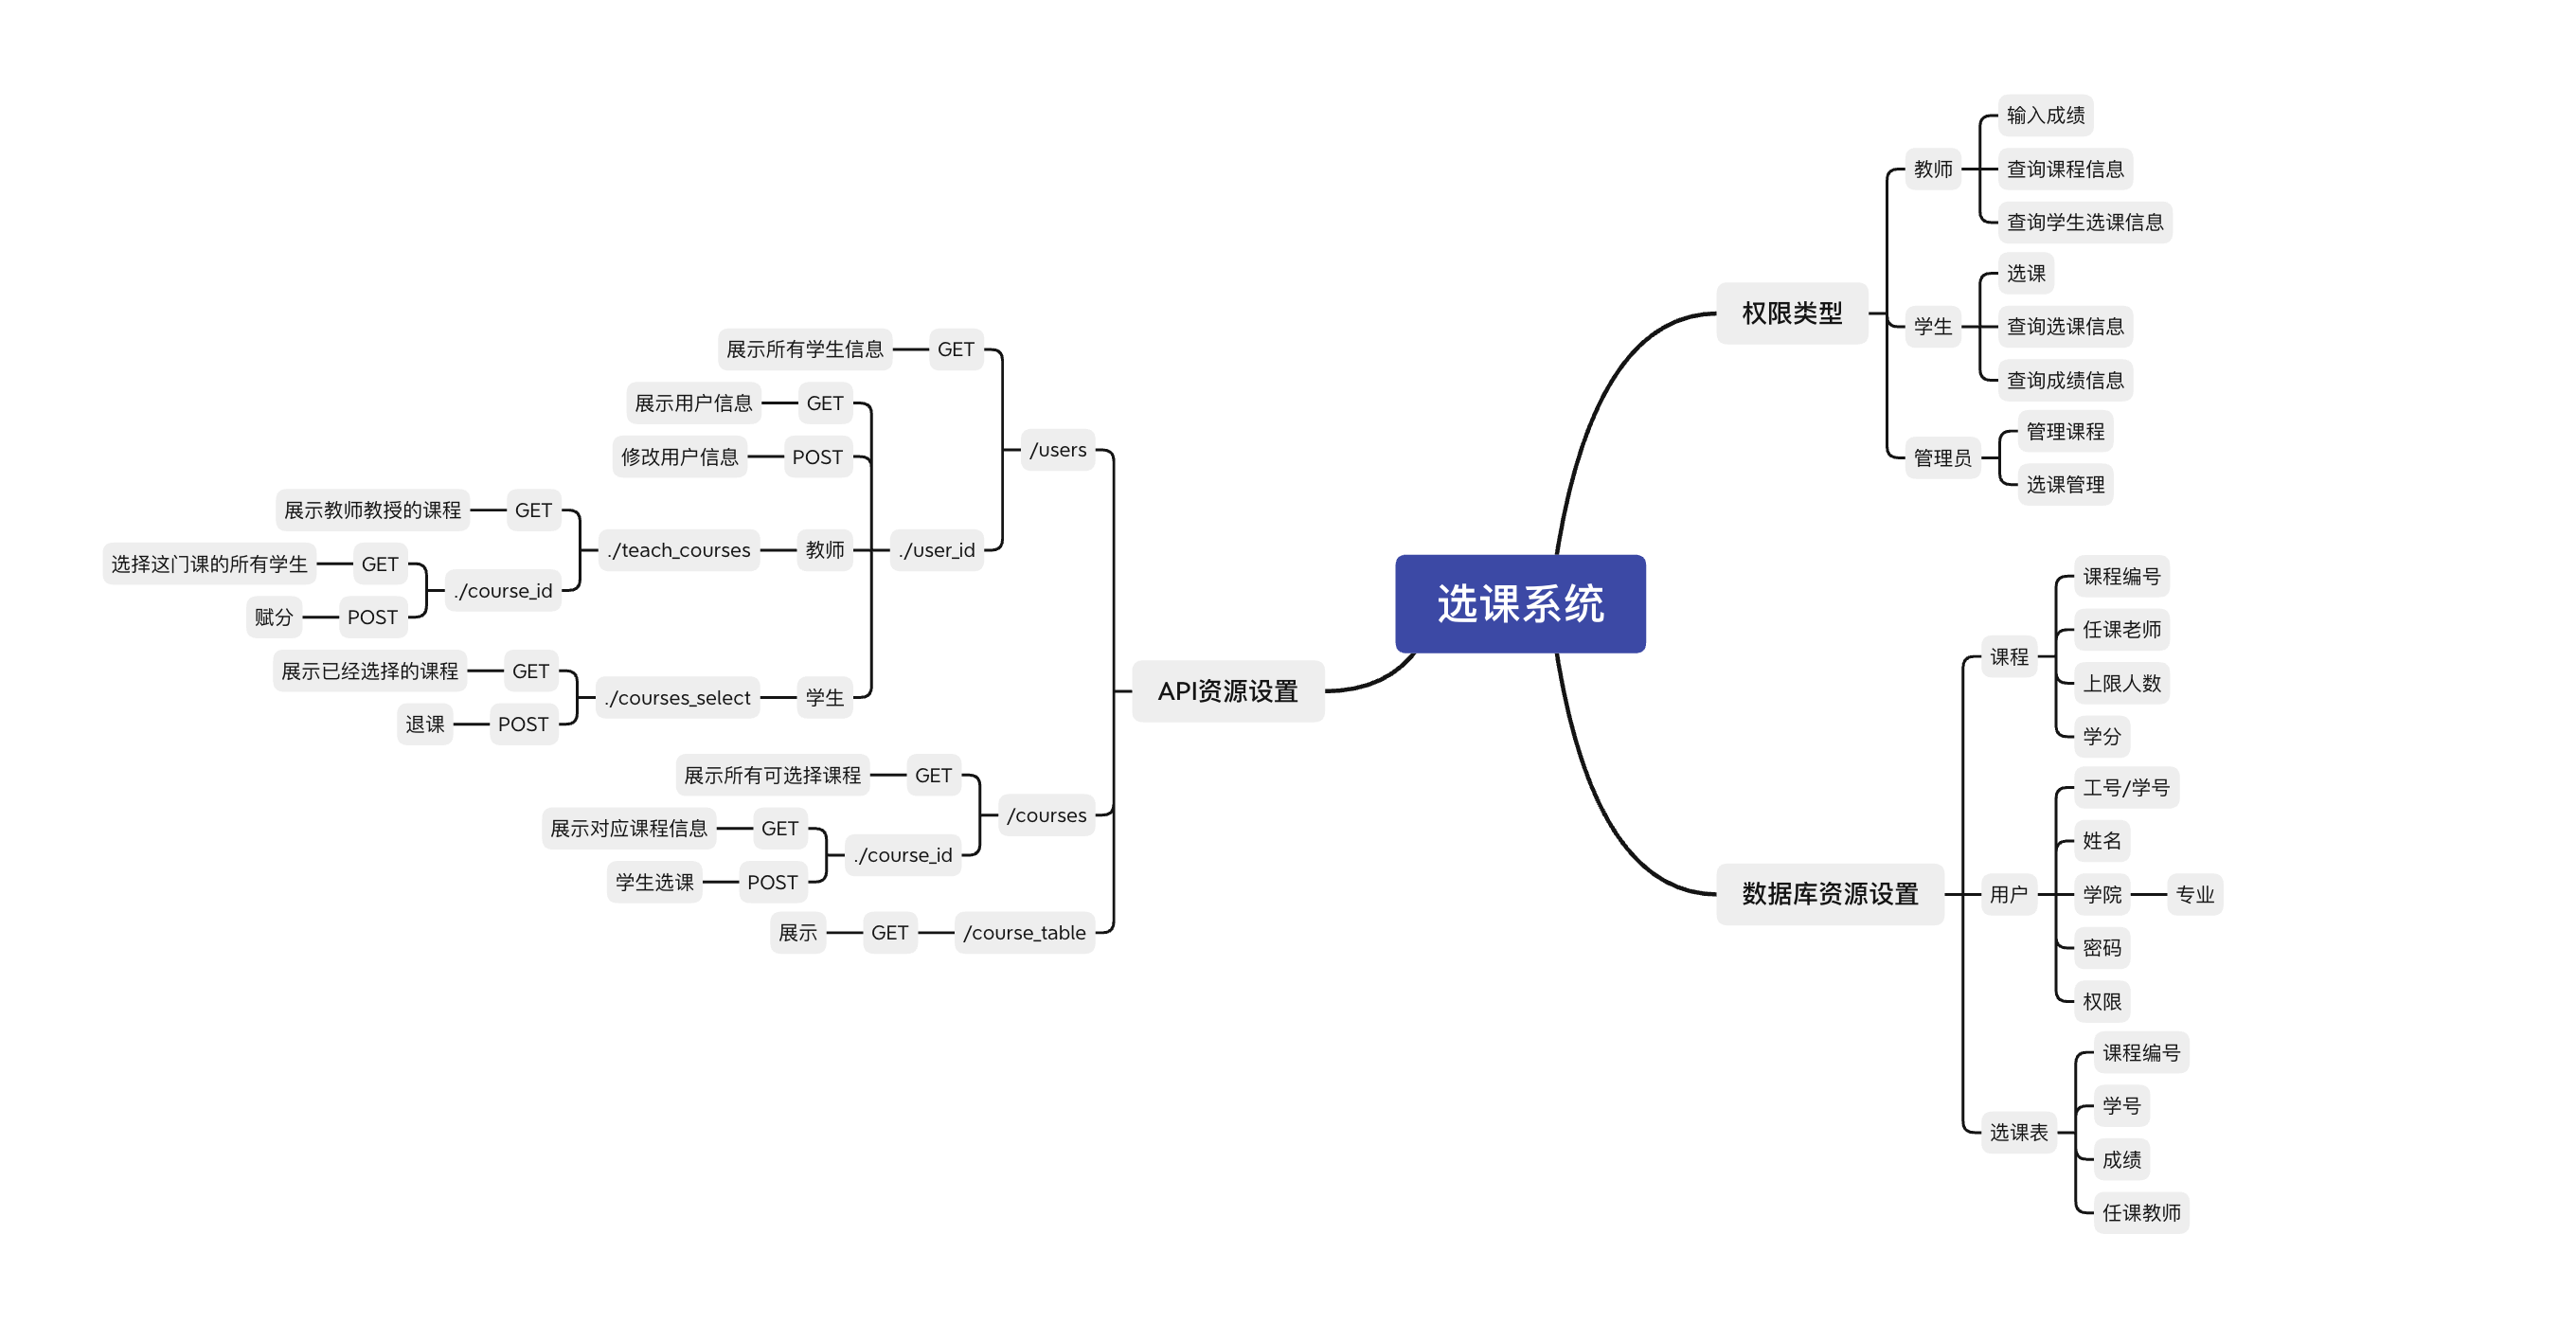 选课系统
权限类型
教师
输入成绩
查询课程信息
查询学生选课信息
学生
选课
查询选课信息
查询成绩信息
管理员
管理课程
选课管理
数据库资源设置
课程
课程编号
任课老师
上限人数
学分
用户
工号/学号
姓名
学院
专业
密码
权限
选课表
课程编号
学号
成绩
任课教师
API资源设置
/users
GET
展示所有学生信息
./user_id
GET
展示用户信息
POST
修改用户信息
教师
./teach_courses
GET
展示教师教授的课程
./course_id
GET
选择这门课的所有学生
POST
赋分
学生
./courses_select
GET
展示已经选择的课程
POST
退课
/courses
GET
展示所有可选择课程
./course_id
GET
展示对应课程信息
POST
学生选课
/course_table
GET
展示